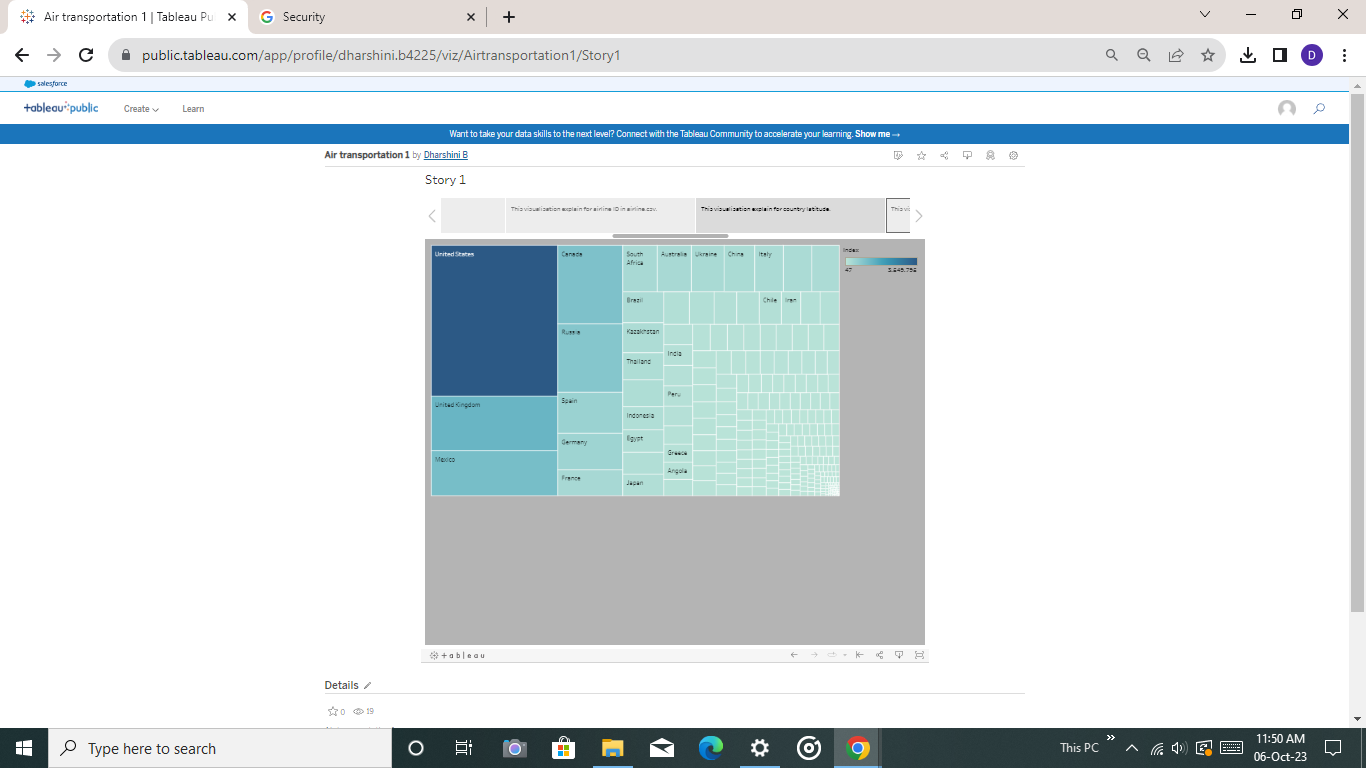 Air transportation 1 | Tableau Pu
Security
public.tableau.com/app/profile/dharshini.b4225/viz/Airtransportation1/Story1
D
salesforce
+ableau public
Create
Learn
Want to take your data skills to the next level? Connect with the Tableau Community to accelerate your learning. Show me →
Air transportation 1 by Dharshini B
Story 1
This visualisation explain for airline ID in airline.csv.
This visualisation explain for country latitude.
This vi
United States
Canada
South Africa
Australia
Ukraine
China
Italy
Index
47
Brazil
Chile
Iran
Russia
Kazakhstan
India
Thailand
Peru
United Kingdom
Spain
Indonesia
Germany
Egypt
Greece
Mexico
Angola
France
Japan
+ableau
Details
0
19
Type here to search
This PC
11:50 AM
06-Oct-23